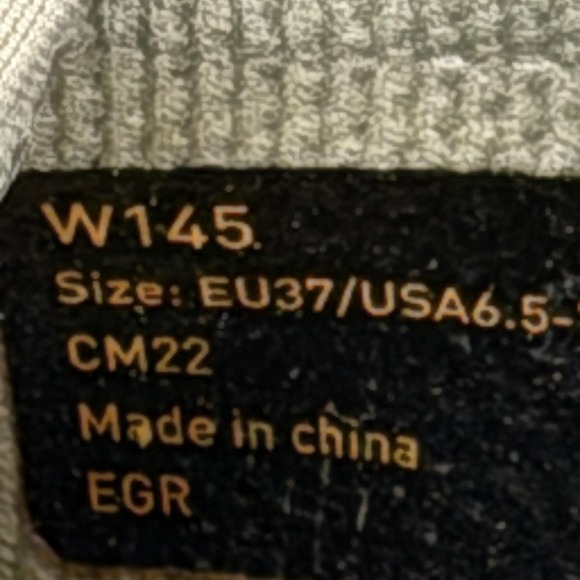 W145
Size: EU37/USA6.5-
CM22
Made in china
EGR